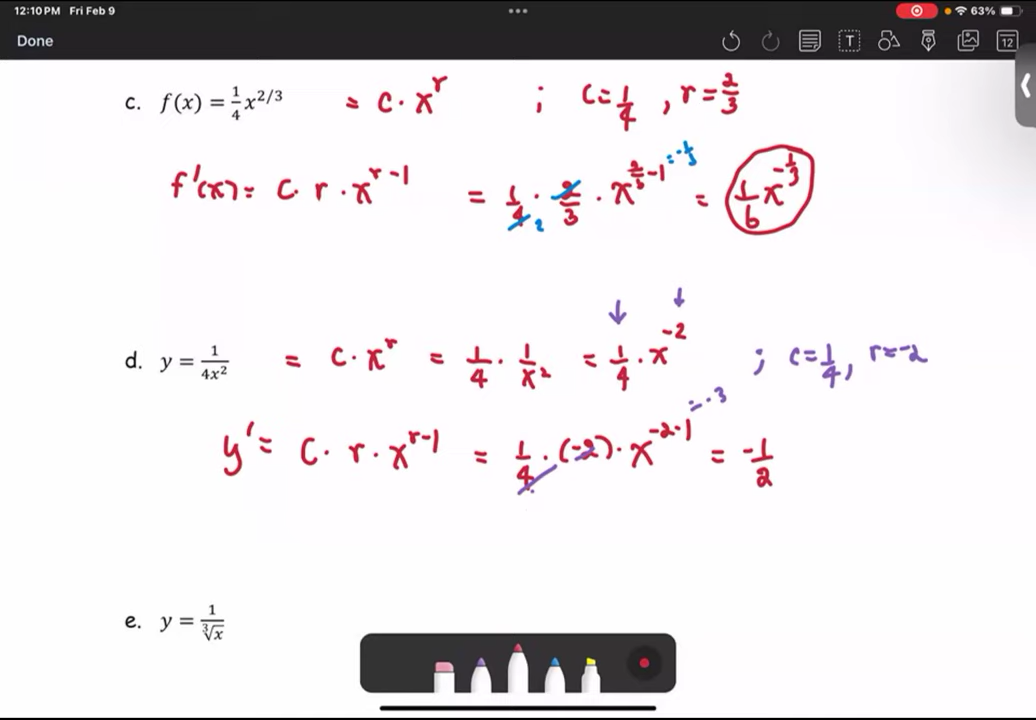 12:10 PM Fri Feb 9 63%
Done T 12
c. f(x) = 1/4 x^{2/3} = c · x^r ; c = 1/4 , r = 2/3
f'(x) = c · r · x^{r-1} = 1/4 2 · 2/3 · x^{2/3 - 1} = -1/3 = 1/6 x^{-1/3}
d. y = 1/(4x²) = c · x^r = 1/4 · 1/x² = 1/4 · x^{-2} ; c = 1/4 , r = -2
y' = c · r · x^{r-1} = 1/4 · (-2) · x^{-2-1} = -3 = -1/2
e. y = 1/∛x